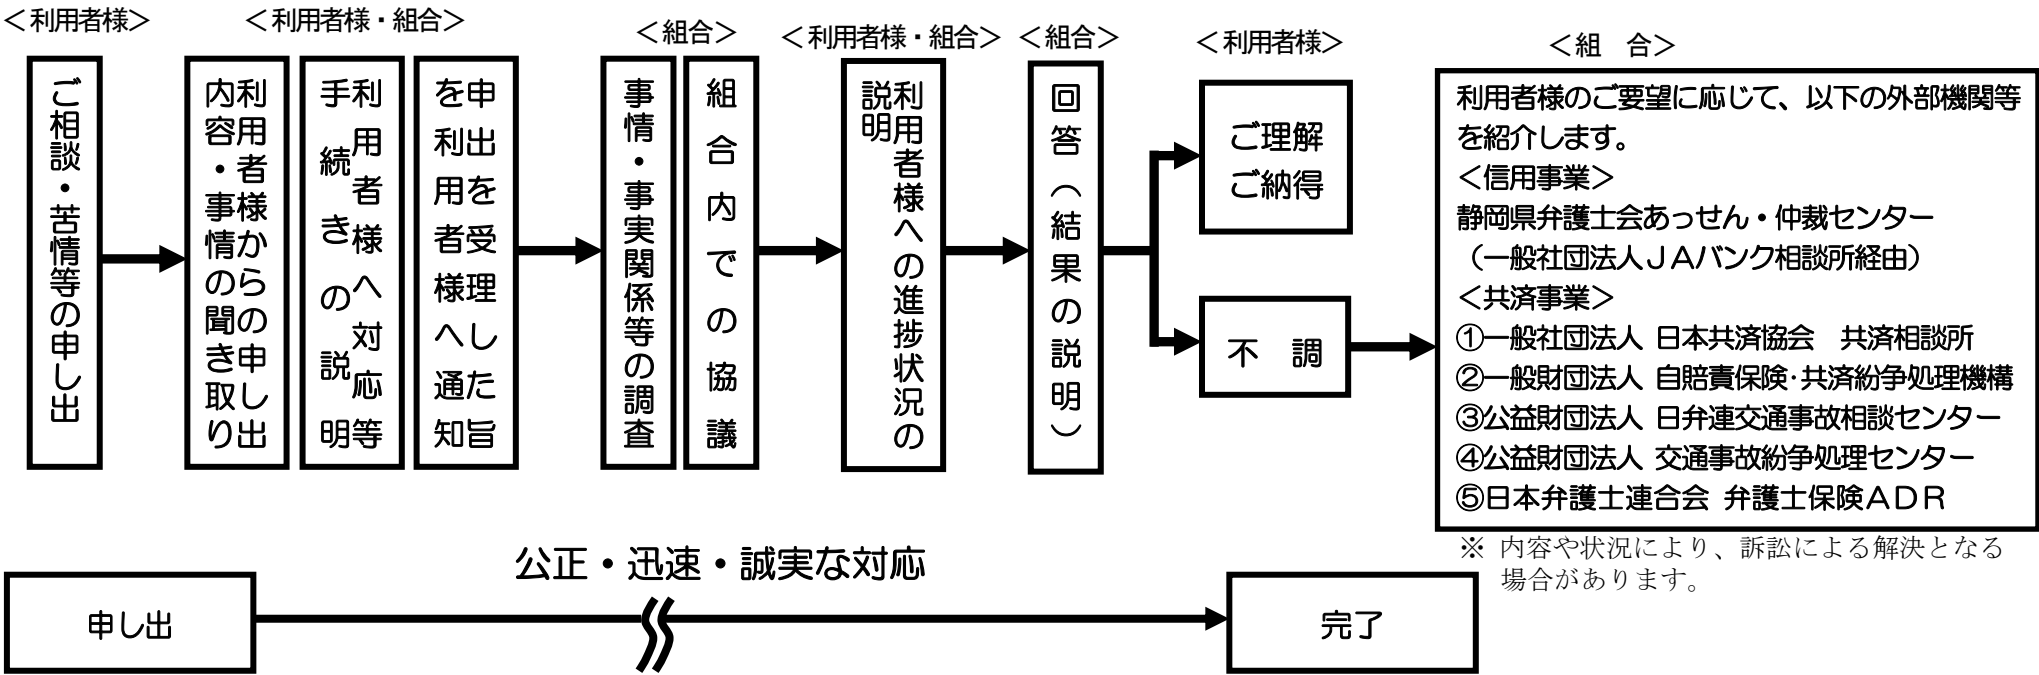 ＜利用者様＞
ご相談・苦情等の申し出
＜利用者様・組合＞
利用者様からの申し出
内容・事情の聞き取り
利用者様へ対応等
手続きの説明
申出を受理した旨
を利用者様へ通知
＜組合＞
事情・事実関係等の調査
組合内での協議
＜利用者様・組合＞
利用者様への進捗状況の
説明
＜組合＞
回答（結果の説明）
＜利用者様＞
ご理解
ご納得
不　調
＜組　合＞
利用者様のご要望に応じて、以下の外部機関等
を紹介します。
＜信用事業＞
静岡県弁護士会あっせん・仲裁センター
（一般社団法人ＪＡバンク相談所経由）
＜共済事業＞
①一般社団法人 日本共済協会　共済相談所
②一般財団法人 自賠責保険・共済紛争処理機構
③公益財団法人 日弁連交通事故相談センター
④公益財団法人 交通事故紛争処理センター
⑤日本弁護士連合会 弁護士保険ＡＤＲ
※ 内容や状況により、訴訟による解決となる
場合があります。
公正・迅速・誠実な対応
申し出
完了